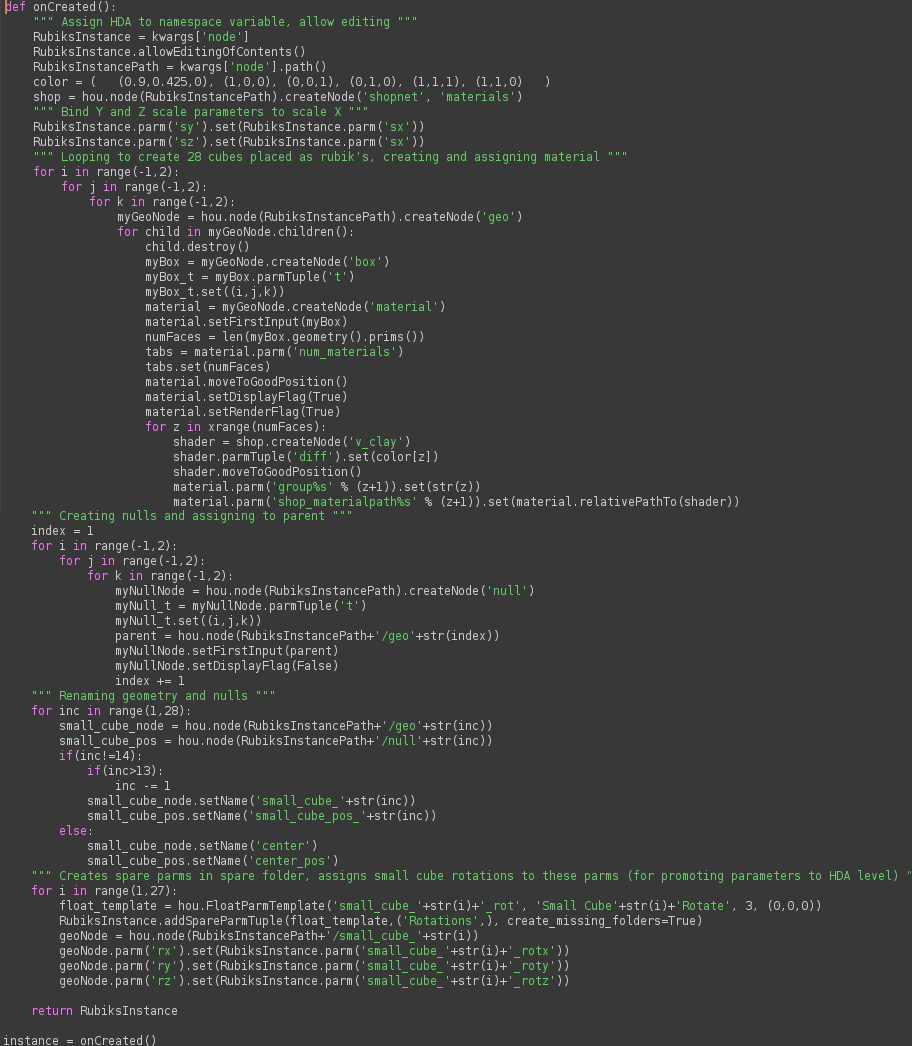 def onCreated():
    """ Assign HDA to namespace variable, allow editing """
    RubiksInstance = kwargs['node']
    RubiksInstance.allowEditingOfContents()
    RubiksInstancePath = kwargs['node'].path()
    color = (   (0.9,0.425,0), (1,0,0), (0,0,1), (0,1,0), (1,1,1), (1,1,0)   )
    shop = hou.node(RubiksInstancePath).createNode('shopnet', 'materials')
    """ Bind Y and Z scale parameters to scale X """
    RubiksInstance.parm('sy').set(RubiksInstance.parm('sx'))
    RubiksInstance.parm('sz').set(RubiksInstance.parm('sx'))
    """ Looping to create 28 cubes placed as rubik's, creating and assigning material """
    for i in range(-1,2):
        for j in range(-1,2):
            for k in range(-1,2):
                myGeoNode = hou.node(RubiksInstancePath).createNode('geo')
                for child in myGeoNode.children():
                    child.destroy()
                    myBox = myGeoNode.createNode('box')
                    myBox_t = myBox.parmTuple('t')
                    myBox_t.set((i,j,k))
                    material = myGeoNode.createNode('material')
                    material.setFirstInput(myBox)
                    numFaces = len(myBox.geometry().prims())
                    tabs = material.parm('num_materials')
                    tabs.set(numFaces)
                    material.moveToGoodPosition()
                    material.setDisplayFlag(True)
                    material.setRenderFlag(True)
                    for z in xrange(numFaces):
                        shader = shop.createNode('v_clay')
                        shader.parmTuple('diff').set(color[z])
                        shader.moveToGoodPosition()
                        material.parm('group%s' % (z+1)).set(str(z))
                        material.parm('shop_materialpath%s' % (z+1)).set(material.relativePathTo(shader))
    """ Creating nulls and assigning to parent """
    index = 1
    for i in range(-1,2):
        for j in range(-1,2):
            for k in range(-1,2):
                myNullNode = hou.node(RubiksInstancePath).createNode('null')
                myNull_t = myNullNode.parmTuple('t')
                myNull_t.set((i,j,k))
                parent = hou.node(RubiksInstancePath+'/geo'+str(index))
                myNullNode.setFirstInput(parent)
                myNullNode.setDisplayFlag(False)
                index += 1
    """ Renaming geometry and nulls """
    for inc in range(1,28):
        small_cube_node = hou.node(RubiksInstancePath+'/geo'+str(inc))
        small_cube_pos = hou.node(RubiksInstancePath+'/null'+str(inc))
        if(inc!=14):
            if(inc>13):
                inc -= 1
            small_cube_node.setName('small_cube_'+str(inc))
            small_cube_pos.setName('small_cube_pos_'+str(inc))
        else:
            small_cube_node.setName('center')
            small_cube_pos.setName('center_pos')
    """ Creates spare parms in spare folder, assigns small cube rotations to these parms (for promoting parameters to HDA level) "
    for i in range(1,27):
        float_template = hou.FloatParmTemplate('small_cube_'+str(i)+'_rot', 'Small Cube'+str(i)+'Rotate', 3, (0,0,0))
        RubiksInstance.addSpareParmTuple(float_template,('Rotations',), create_missing_folders=True)
        geoNode = hou.node(RubiksInstancePath+'/small_cube_'+str(i))
        geoNode.parm('rx').set(RubiksInstance.parm('small_cube_'+str(i)+'_rotx'))
        geoNode.parm('ry').set(RubiksInstance.parm('small_cube_'+str(i)+'_roty'))
        geoNode.parm('rz').set(RubiksInstance.parm('small_cube_'+str(i)+'_rotz'))
    return RubiksInstance
instance = onCreated()